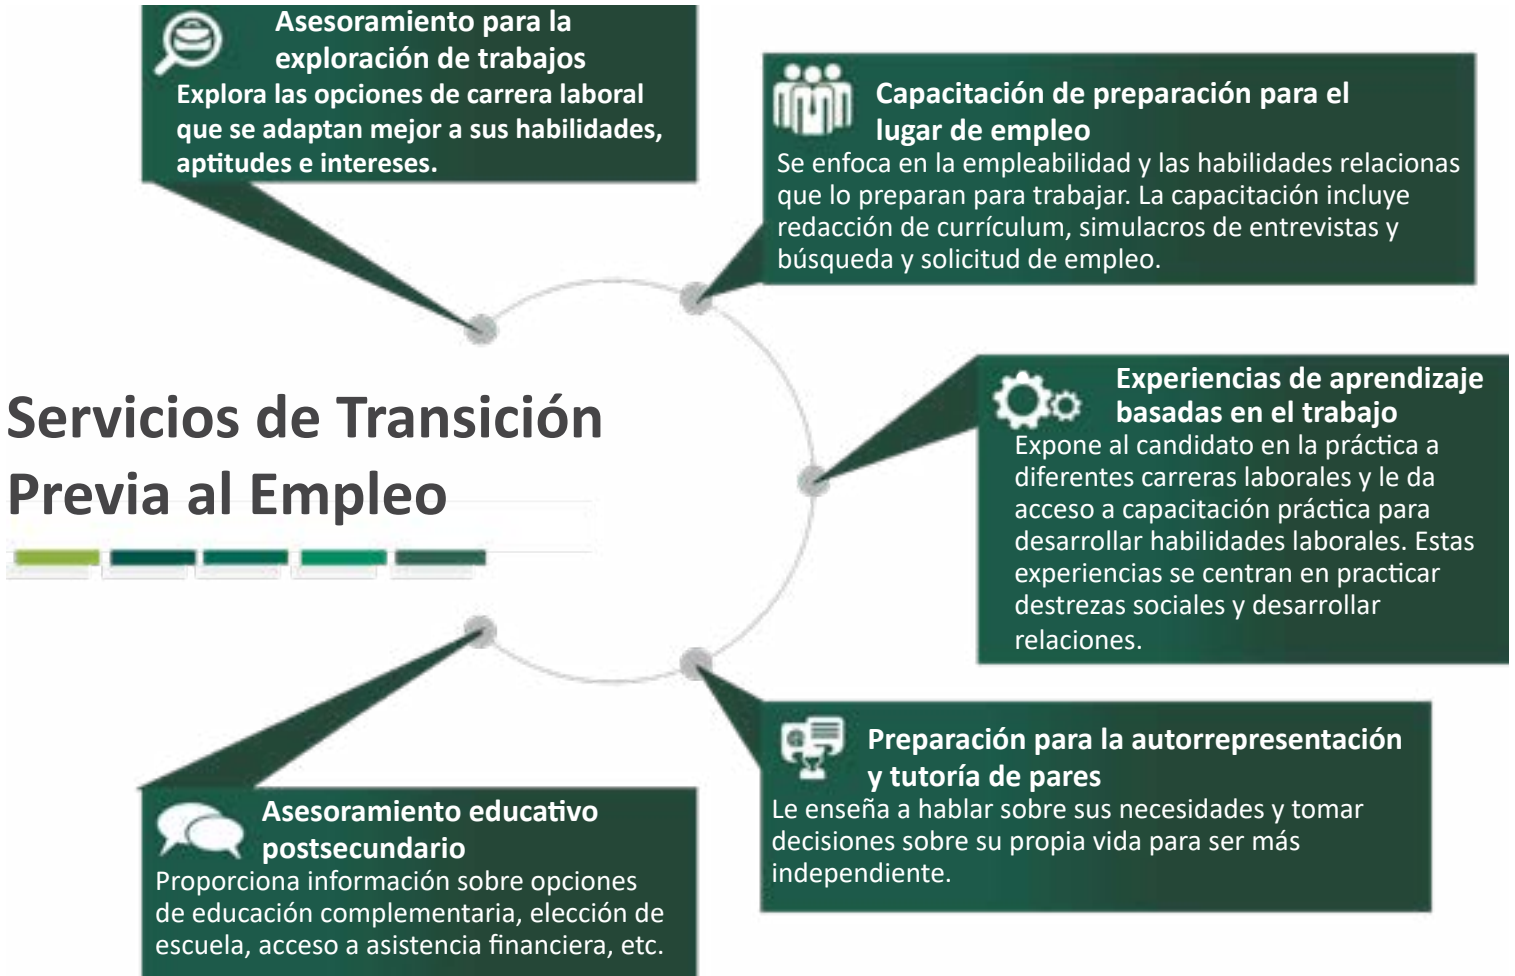 Asesoramiento para la
exploración de trabajos
Explora las opciones de carrera laboral
que se adaptan mejor a sus habilidades,
aptitudes e intereses.
Capacitación de preparación para el
lugar de empleo
Se enfoca en la empleabilidad y las habilidades relacionas
que lo preparan para trabajar. La capacitación incluye
redacción de currículum, simulacros de entrevistas y
búsqueda y solicitud de empleo.
Servicios de Transición
Previa al Empleo
Experiencias de aprendizaje
basadas en el trabajo
Expone al candidato en la práctica a
diferentes carreras laborales y le da
acceso a capacitación práctica para
desarrollar habilidades laborales. Estas
experiencias se centran en practicar
destrezas sociales y desarrollar
relaciones.
Preparación para la autorrepresentación
y tutoría de pares
Le enseña a hablar sobre sus necesidades y tomar
decisiones sobre su propia vida para ser más
independiente.
Asesoramiento educativo
postsecundario
Proporciona información sobre opciones
de educación complementaria, elección de
escuela, acceso a asistencia financiera, etc.